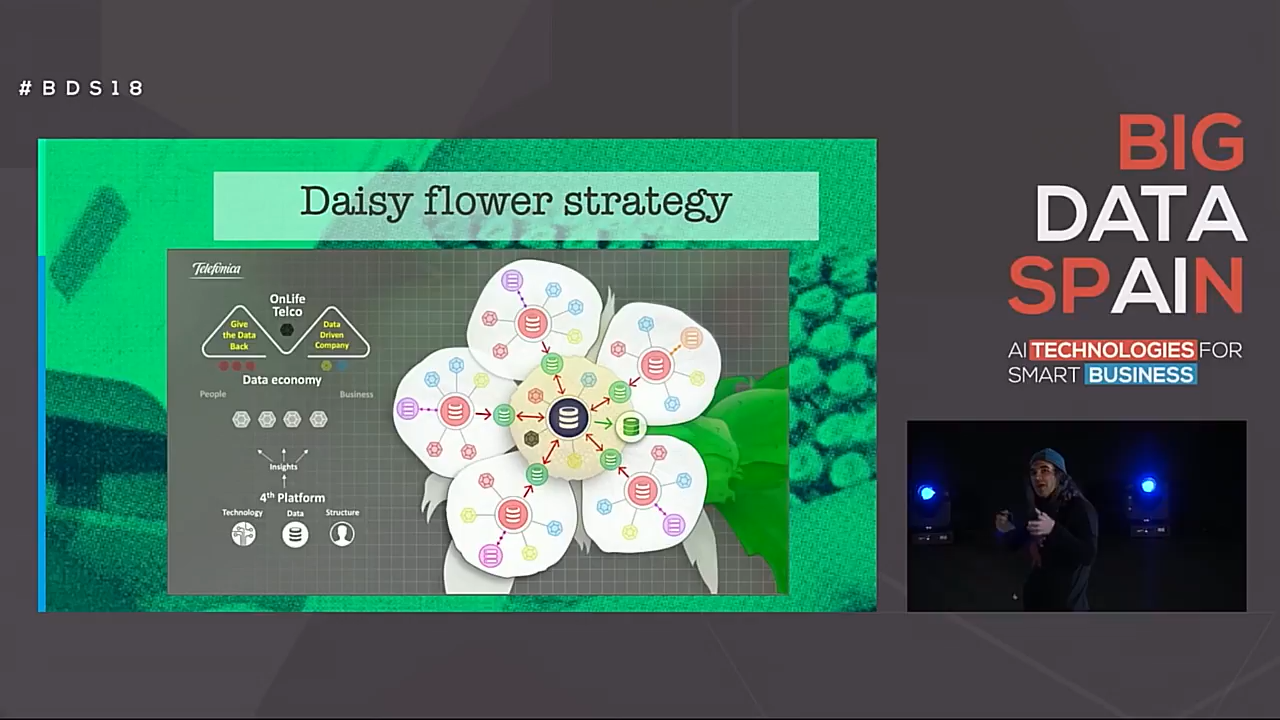 #BDS18
BIG
DATA
SPAIN
AI TECHNOLOGIES FOR
SMART BUSINESS
Daisy flower strategy
Telefónica
OnLife
Telco
Give
the Data
Back
Data
Driven
Company
Data economy
People
Business
Insights
4th Platform
Technology
Data
Structure